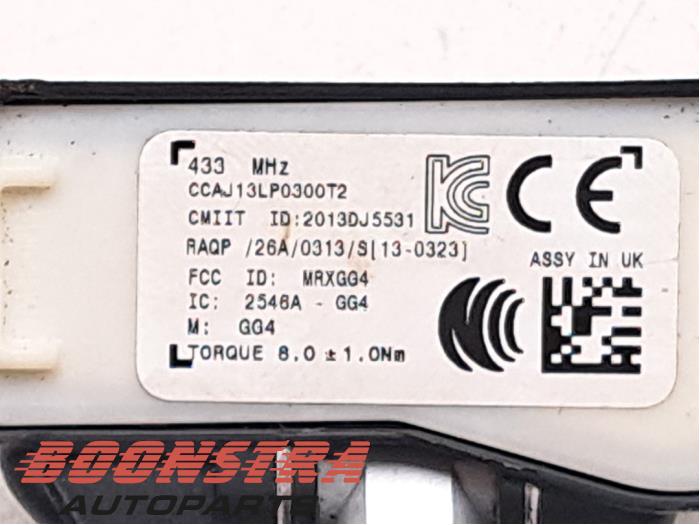 433 MHz
CCAJ13LP0300T2
CMIIT ID:2013DJ5531
RAQP /26A/0313/S[13-0323]
FCC ID: MRXGG4
IC: 2546A - GG4
M: GG4
TORQUE 8.0 ±1.0Nm
CE
ASSY IN UK
BOONSTRA
AUTOPARTS